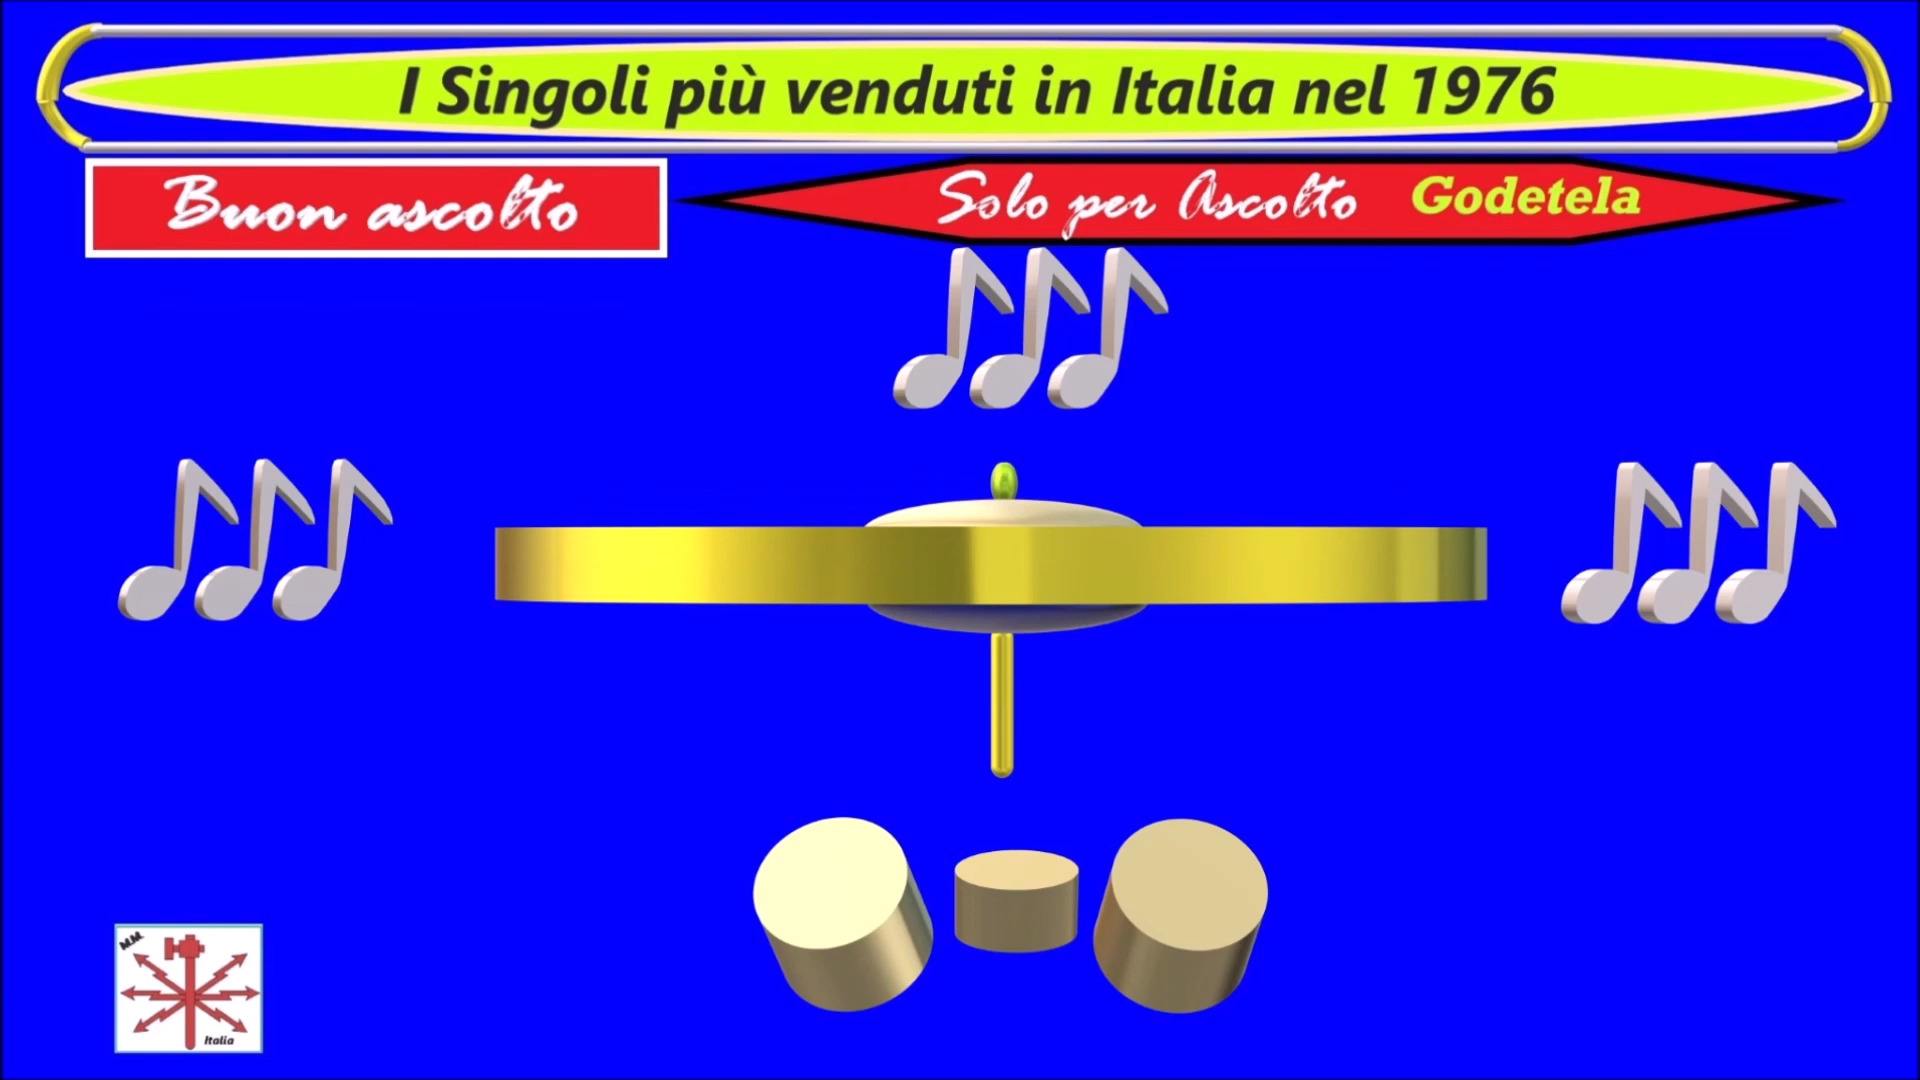 I Singoli più venduti in Italia nel 1976
Buon ascolto
Solo per Ascolto Godetela
M.M.
Italia